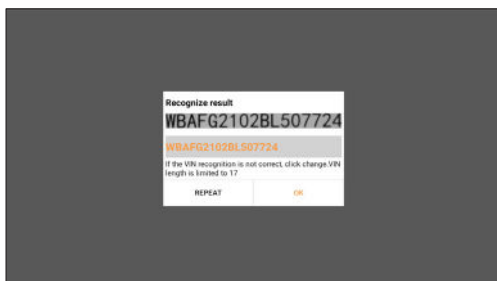 Recognize result
WBAFG2102BL507724
WBAFG2102BL507724
If the VIN recognition is not correct, click change.VIN
length is limited to 17
REPEAT
OK